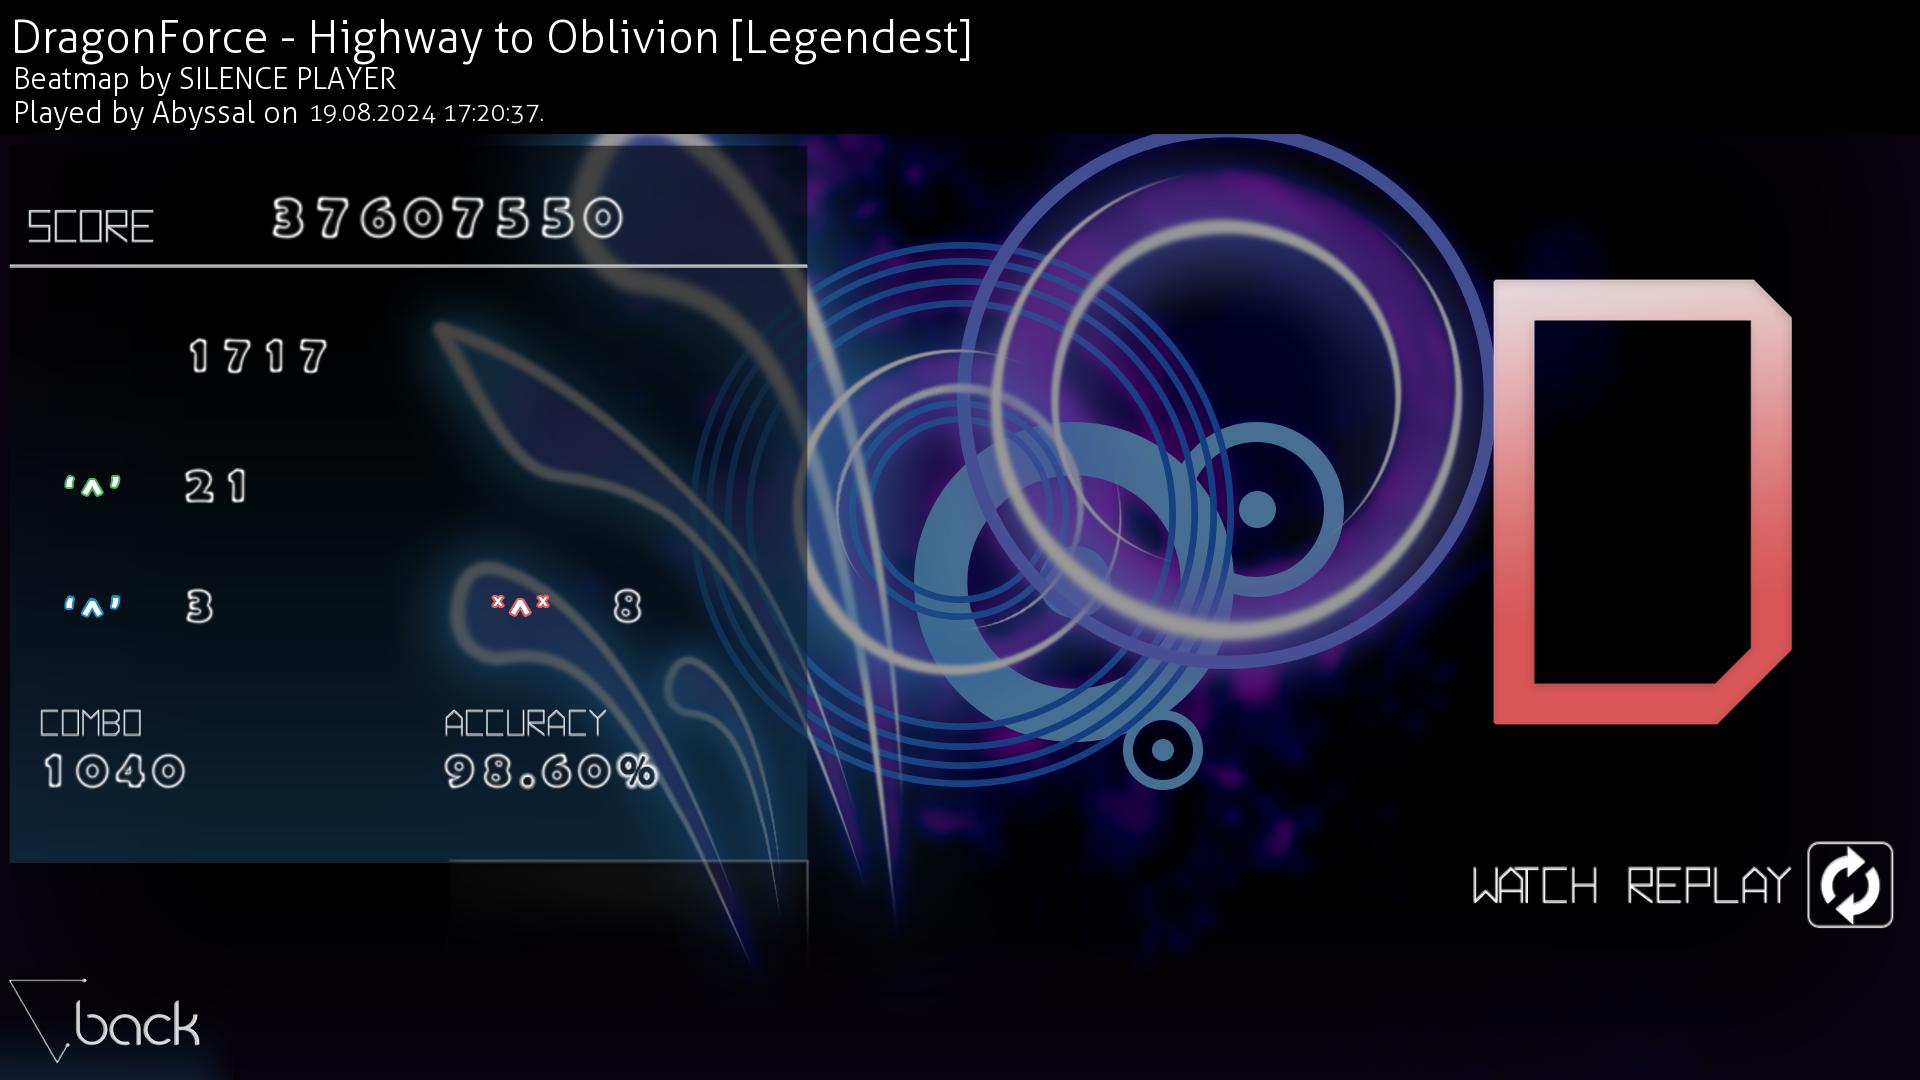 DragonForce - Highway to Oblivion [Legendest]
Beatmap by SILENCE PLAYER
Played by Abyssal on 19.08.2024 17:20:37.
SCORE 37607550
1717
'^' 21
'^' 3 x^x 8
COMBO ACCURACY
1040 98.60%
D
WATCH REPLAY
back